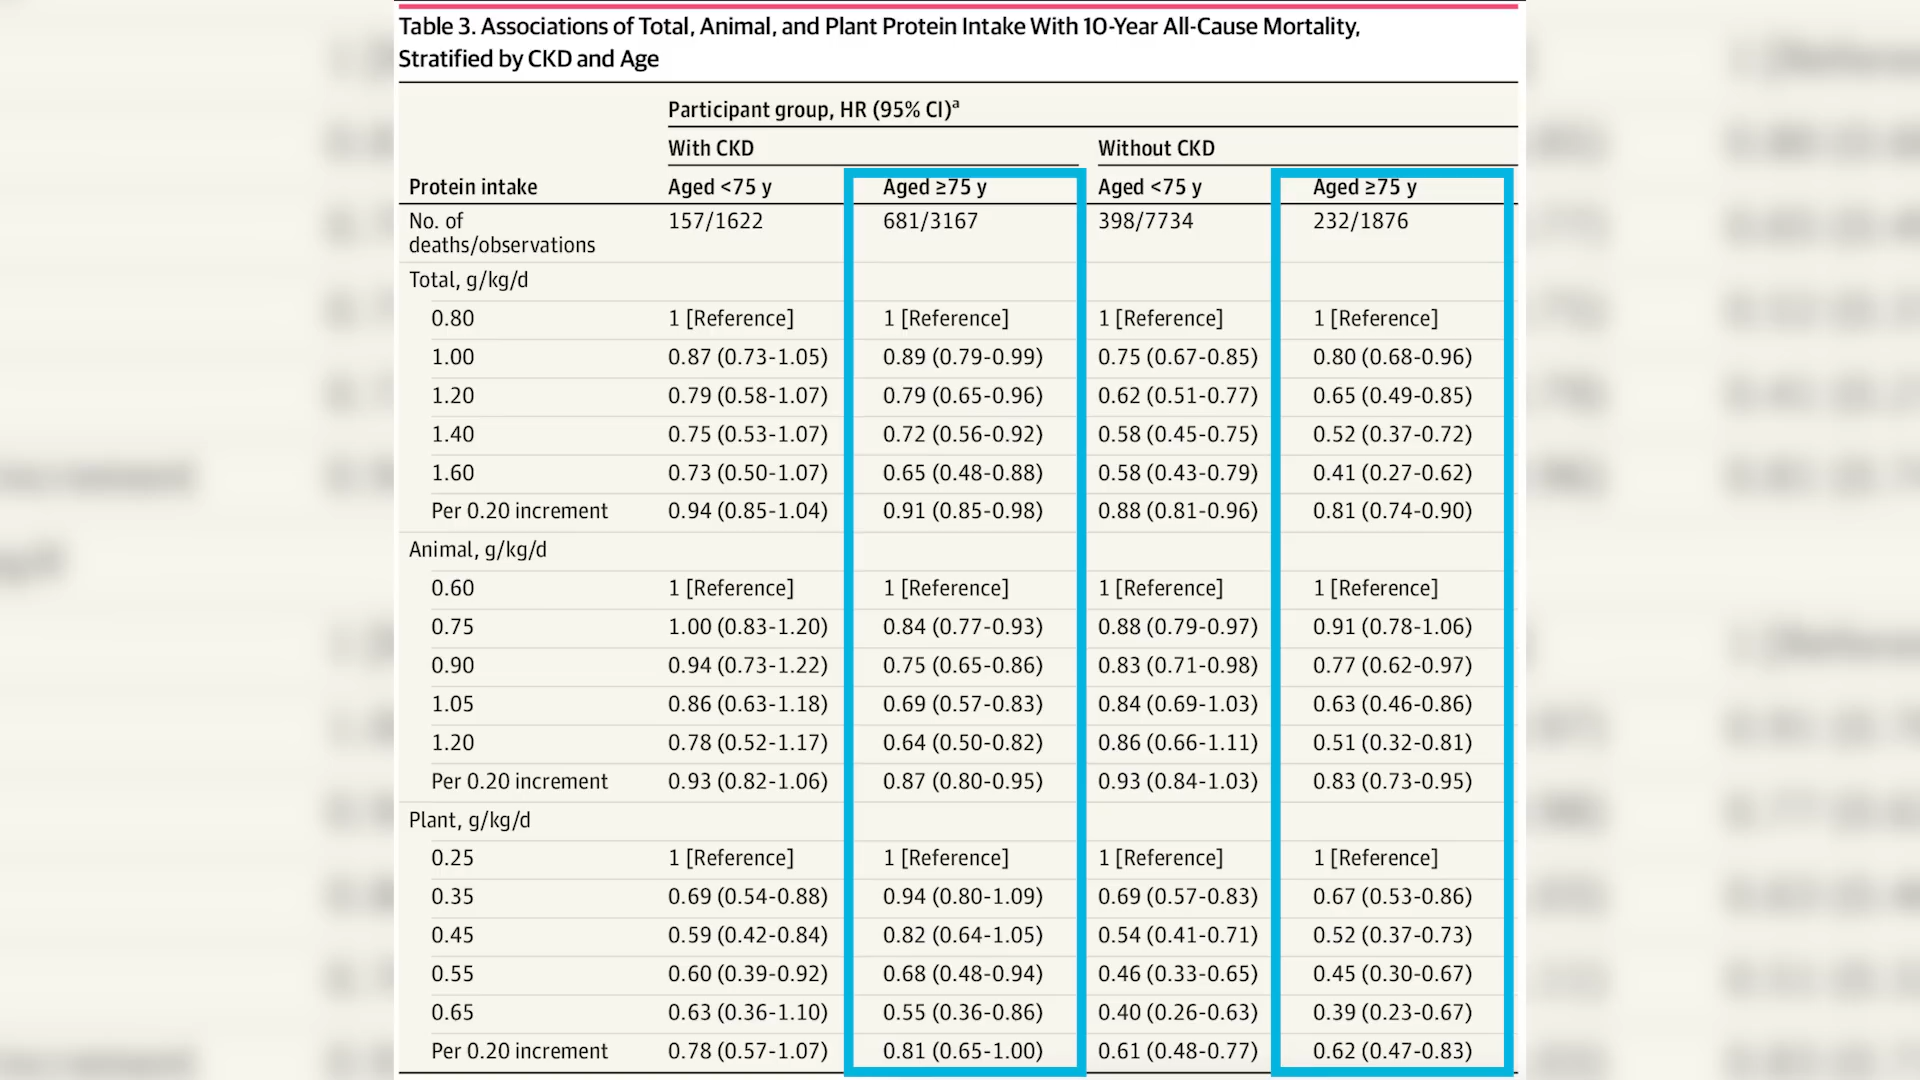 Table 3. Associations of Total, Animal, and Plant Protein Intake With 10-Year All-Cause Mortality,
Stratified by CKD and Age
Participant group, HR (95% CI)a
With CKD Without CKD
Protein intake Aged <75 y Aged ≥75 y Aged <75 y Aged ≥75 y
No. of
deaths/observations 157/1622 681/3167 398/7734 232/1876
Total, g/kg/d
0.80 1 [Reference] 1 [Reference] 1 [Reference] 1 [Reference]
1.00 0.87 (0.73-1.05) 0.89 (0.79-0.99) 0.75 (0.67-0.85) 0.80 (0.68-0.96)
1.20 0.79 (0.58-1.07) 0.79 (0.65-0.96) 0.62 (0.51-0.77) 0.65 (0.49-0.85)
1.40 0.75 (0.53-1.07) 0.72 (0.56-0.92) 0.58 (0.45-0.75) 0.52 (0.37-0.72)
1.60 0.73 (0.50-1.07) 0.65 (0.48-0.88) 0.58 (0.43-0.79) 0.41 (0.27-0.62)
Per 0.20 increment 0.94 (0.85-1.04) 0.91 (0.85-0.98) 0.88 (0.81-0.96) 0.81 (0.74-0.90)
Animal, g/kg/d
0.60 1 [Reference] 1 [Reference] 1 [Reference] 1 [Reference]
0.75 1.00 (0.83-1.20) 0.84 (0.77-0.93) 0.88 (0.79-0.97) 0.91 (0.78-1.06)
0.90 0.94 (0.73-1.22) 0.75 (0.65-0.86) 0.83 (0.71-0.98) 0.77 (0.62-0.97)
1.05 0.86 (0.63-1.18) 0.69 (0.57-0.83) 0.84 (0.69-1.03) 0.63 (0.46-0.86)
1.20 0.78 (0.52-1.17) 0.64 (0.50-0.82) 0.86 (0.66-1.11) 0.51 (0.32-0.81)
Per 0.20 increment 0.93 (0.82-1.06) 0.87 (0.80-0.95) 0.93 (0.84-1.03) 0.83 (0.73-0.95)
Plant, g/kg/d
0.25 1 [Reference] 1 [Reference] 1 [Reference] 1 [Reference]
0.35 0.69 (0.54-0.88) 0.94 (0.80-1.09) 0.69 (0.57-0.83) 0.67 (0.53-0.86)
0.45 0.59 (0.42-0.84) 0.82 (0.64-1.05) 0.54 (0.41-0.71) 0.52 (0.37-0.73)
0.55 0.60 (0.39-0.92) 0.68 (0.48-0.94) 0.46 (0.33-0.65) 0.45 (0.30-0.67)
0.65 0.63 (0.36-1.10) 0.55 (0.36-0.86) 0.40 (0.26-0.63) 0.39 (0.23-0.67)
Per 0.20 increment 0.78 (0.57-1.07) 0.81 (0.65-1.00) 0.61 (0.48-0.77) 0.62 (0.47-0.83)